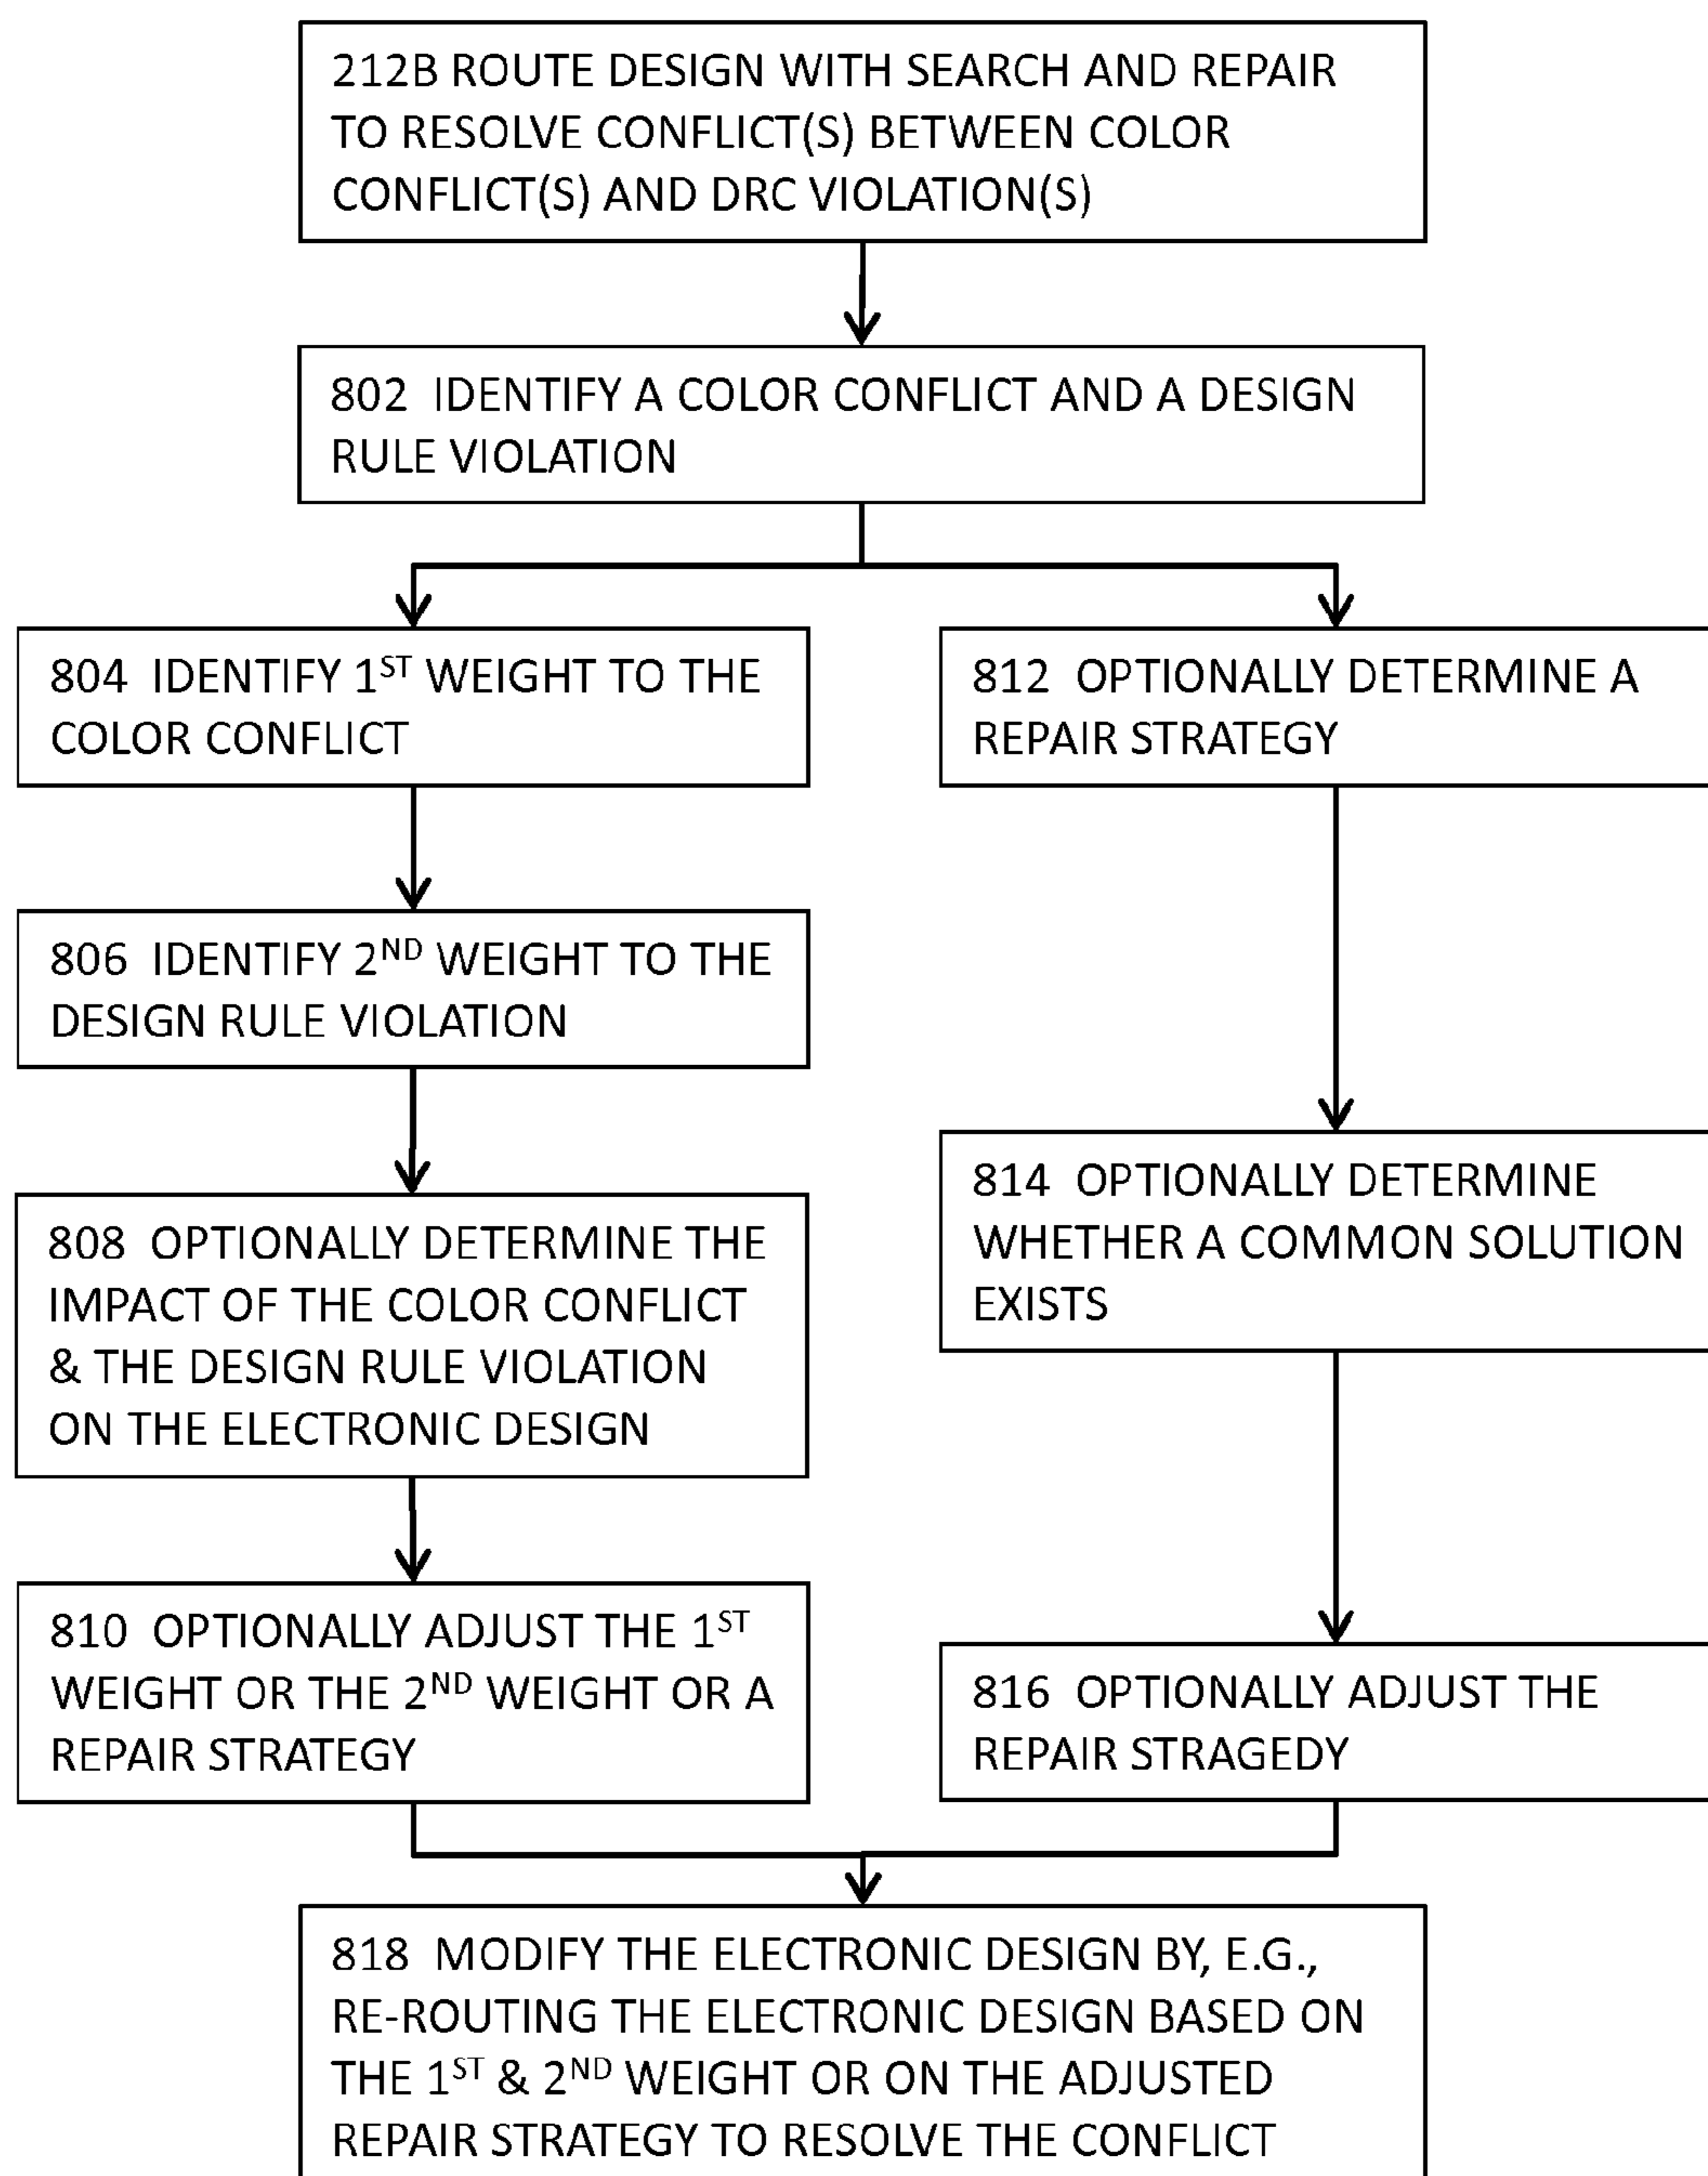 212B ROUTE DESIGN WITH SEARCH AND REPAIR
TO RESOLVE CONFLICT(S) BETWEEN COLOR
CONFLICT(S) AND DRC VIOLATION(S)
802 IDENTIFY A COLOR CONFLICT AND A DESIGN
RULE VIOLATION
804 IDENTIFY 1ST WEIGHT TO THE
COLOR CONFLICT
806 IDENTIFY 2ND WEIGHT TO THE
DESIGN RULE VIOLATION
808 OPTIONALLY DETERMINE THE
IMPACT OF THE COLOR CONFLICT
& THE DESIGN RULE VIOLATION
ON THE ELECTRONIC DESIGN
810 OPTIONALLY ADJUST THE 1ST
WEIGHT OR THE 2ND WEIGHT OR A
REPAIR STRATEGY
812 OPTIONALLY DETERMINE A
REPAIR STRATEGY
814 OPTIONALLY DETERMINE
WHETHER A COMMON SOLUTION
EXISTS
816 OPTIONALLY ADJUST THE
REPAIR STRAGEDY
818 MODIFY THE ELECTRONIC DESIGN BY, E.G.,
RE-ROUTING THE ELECTRONIC DESIGN BASED ON
THE 1ST & 2ND WEIGHT OR ON THE ADJUSTED
REPAIR STRATEGY TO RESOLVE THE CONFLICT